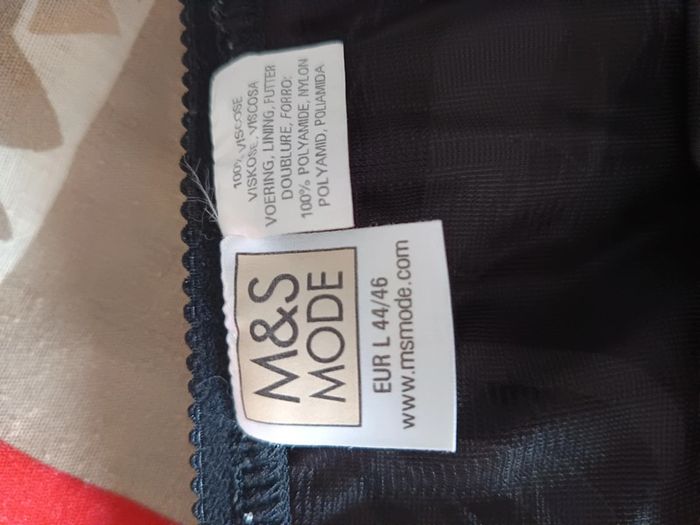 100% VISCOSE
VISKOSE, VISCOSA
VOERING, LINING, FUTTER
DOUBLURE, FORRO:
100% POLYAMIDE, NYLON
POLYAMID, POLIAMIDA
M&S
MODE
EUR L 44/46
www.msmode.com